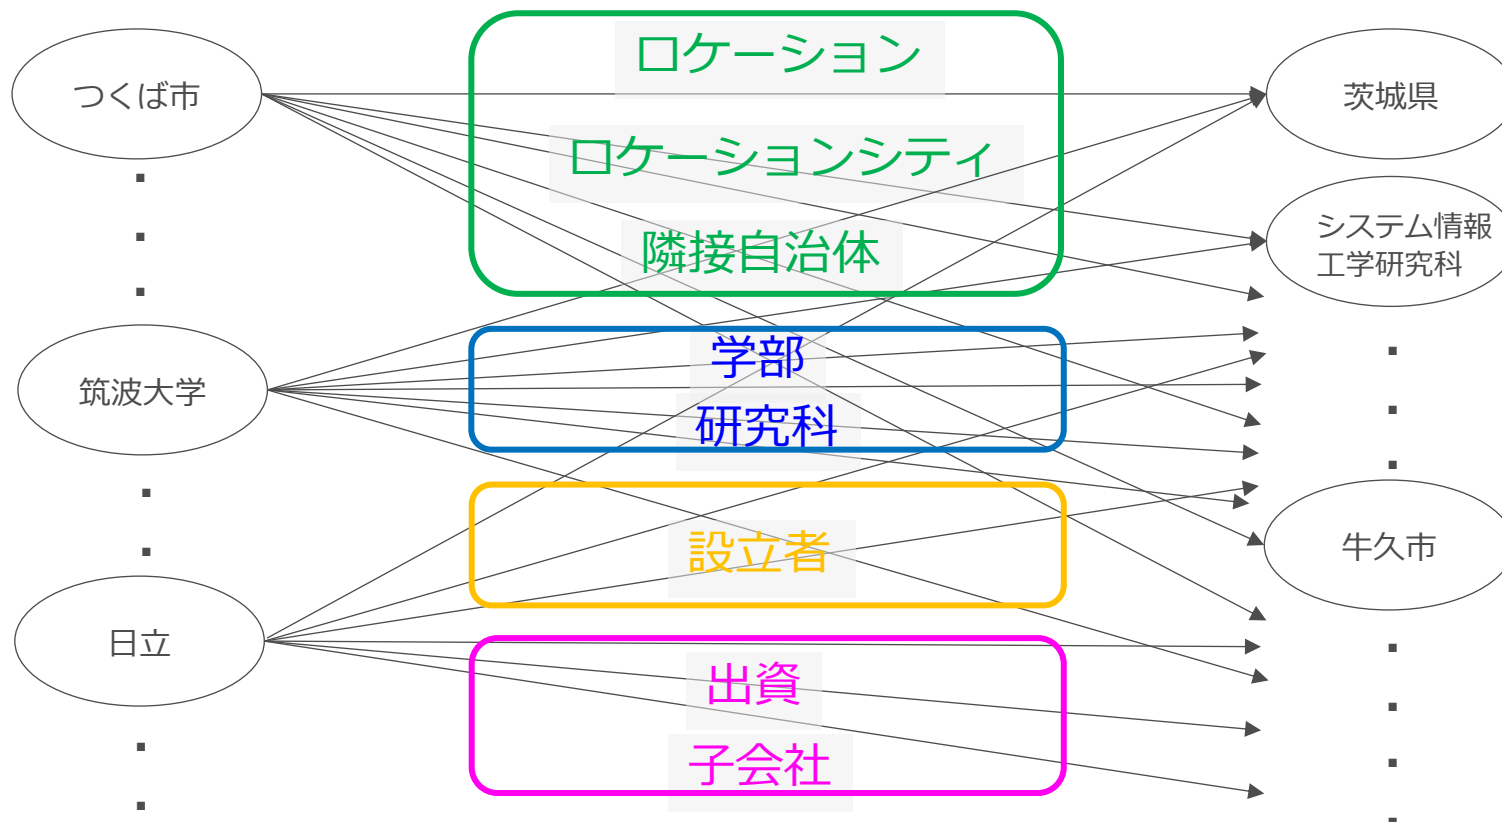 つくば市
筑波大学
日立
ロケーション
ロケーションシティ
隣接自治体
学部
研究科
設立者
出資
子会社
茨城県
システム情報
工学研究科
牛久市